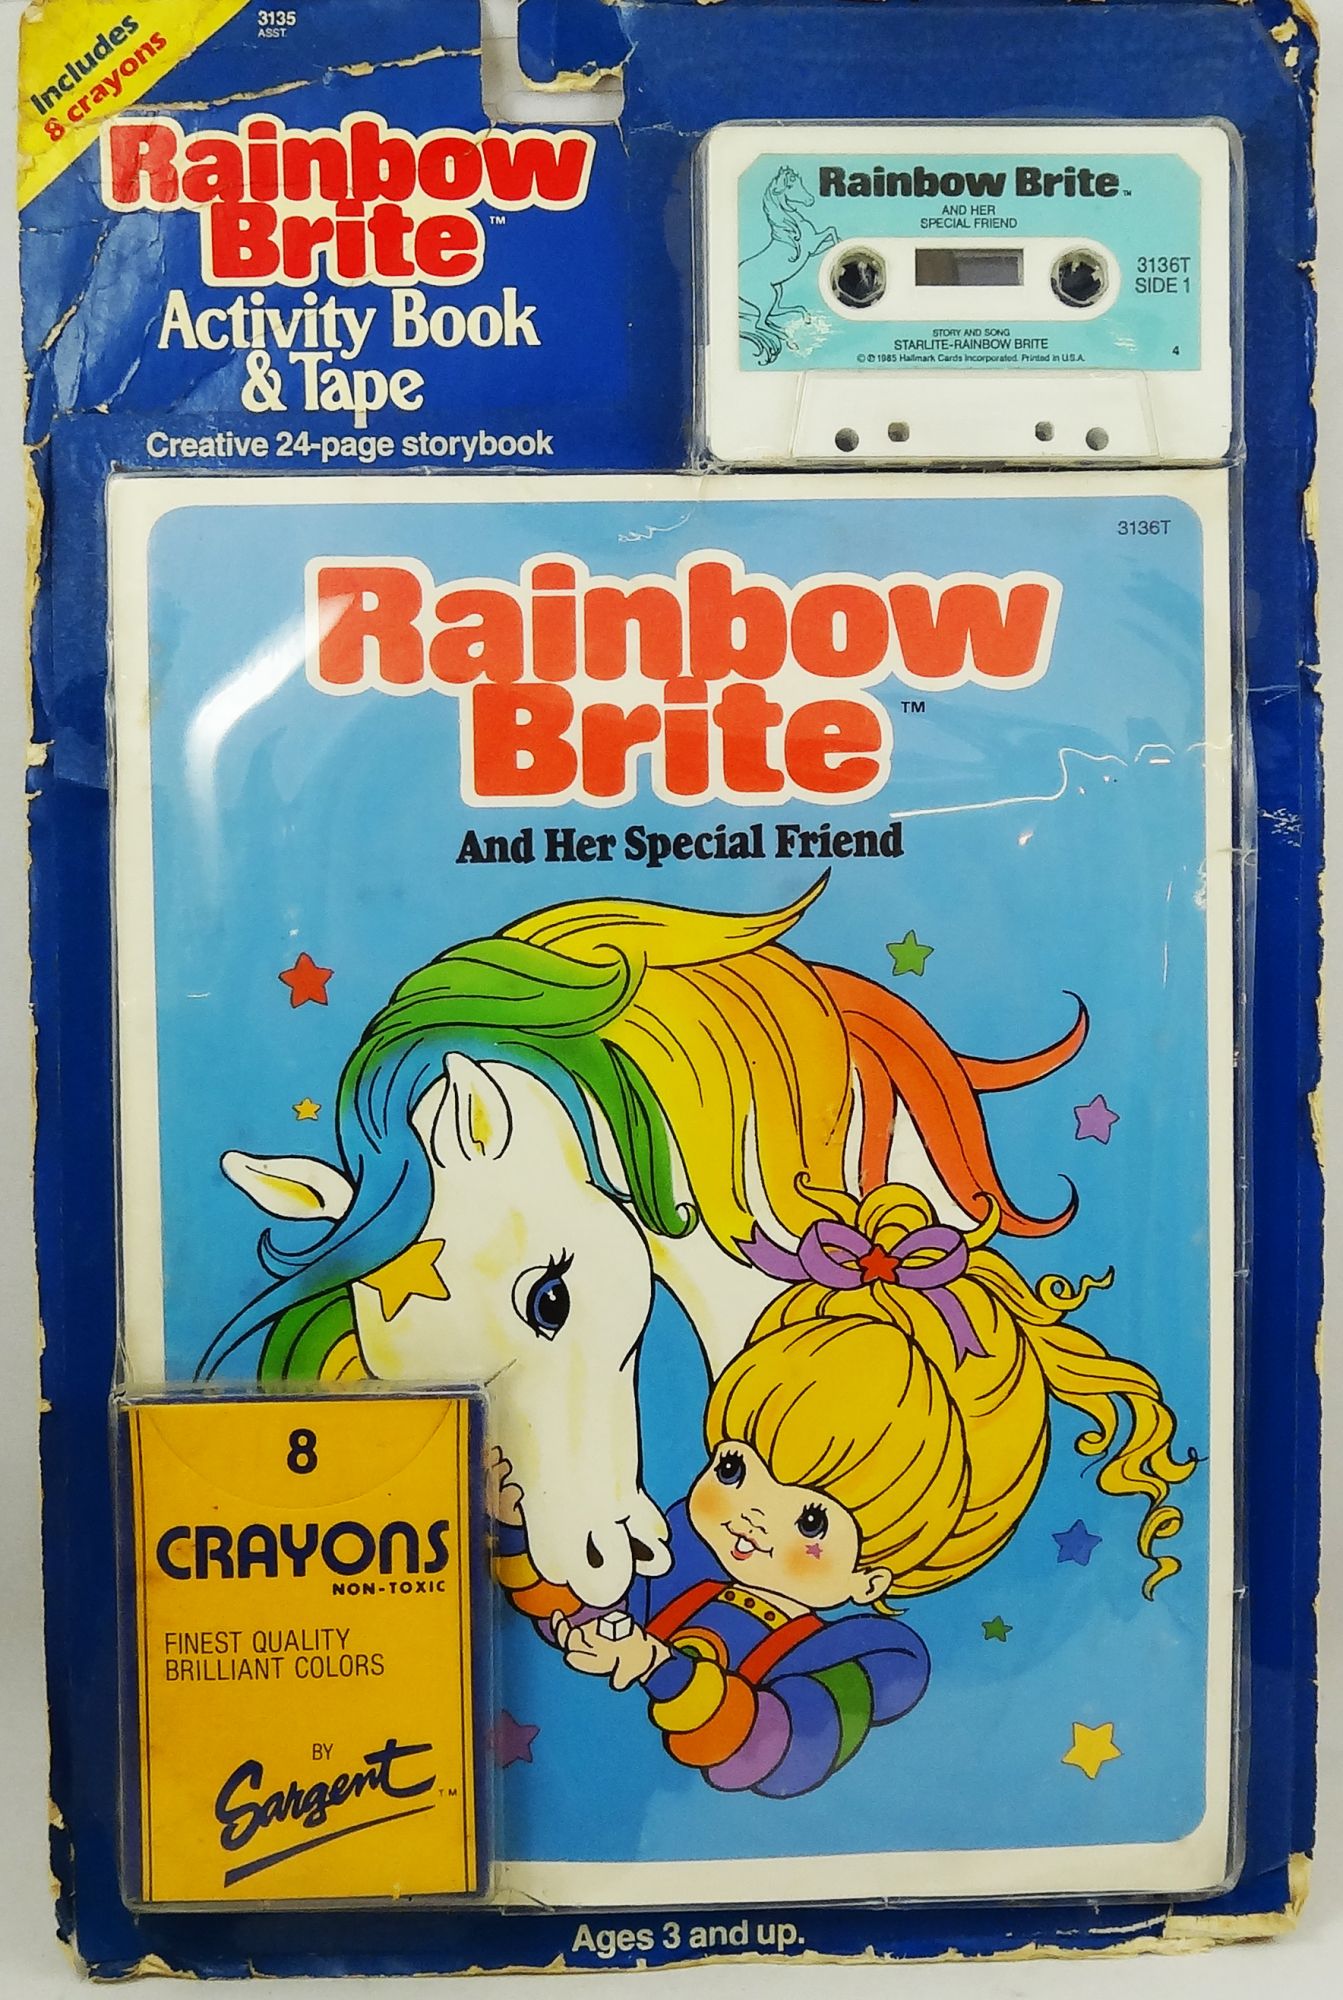 Includes
8 crayons
3135
ASST.
Rainbow
Brite™
Activity Book
& Tape
Creative 24-page storybook
Rainbow Brite™
AND HER
SPECIAL FRIEND
3136T
SIDE 1
STORY AND SONG
STARLITE-RAINBOW BRITE
© ℗ 1985 Hallmark Cards Incorporated. Printed in U.S.A.
4
3136T
Rainbow
Brite™
And Her Special Friend
8
CRAYONS
NON-TOXIC
FINEST QUALITY
BRILLIANT COLORS
BY
Sargent™
Ages 3 and up.